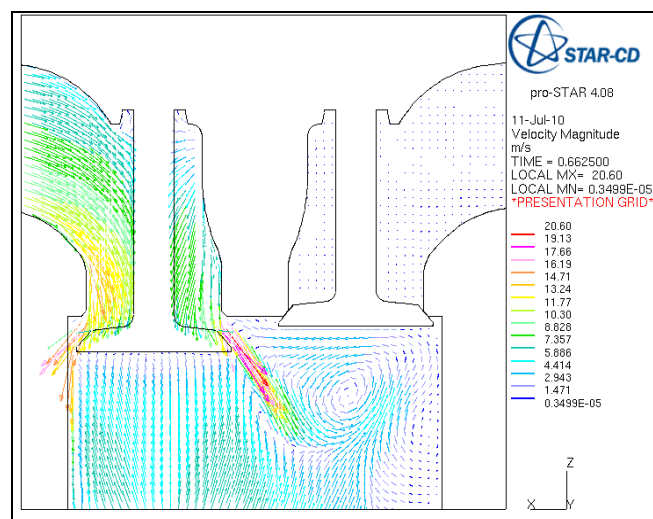 STAR-CD
pro-STAR 4.08
11-Jul-10
Velocity Magnitude
m/s
TIME = 0.662500
LOCAL MX= 20.60
LOCAL MN= 0.3499E-05
*PRESENTATION GRID*
20.60
19.13
17.66
16.19
14.71
13.24
11.77
10.30
8.828
7.357
5.886
4.414
2.943
1.471
0.3499E-05
Z
X
Y